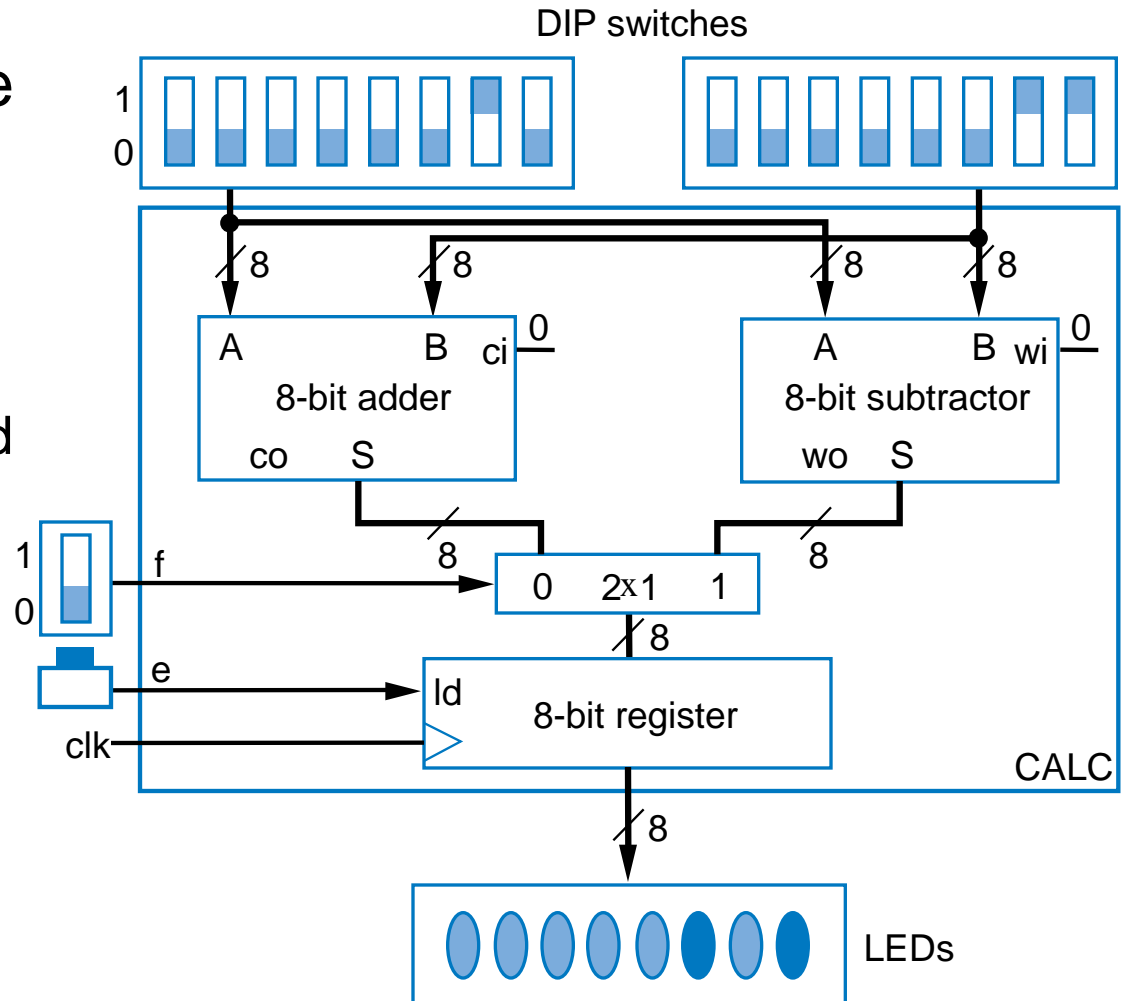 DIP switches
e
1
0
8 8 8 8
A B ci 0
A B wi 0
8-bit adder
8-bit subtractor
co S
wo S
d
1
0
f
8 8
0 2x1 1
8
e
ld
8-bit register
clk
CALC
8
LEDs